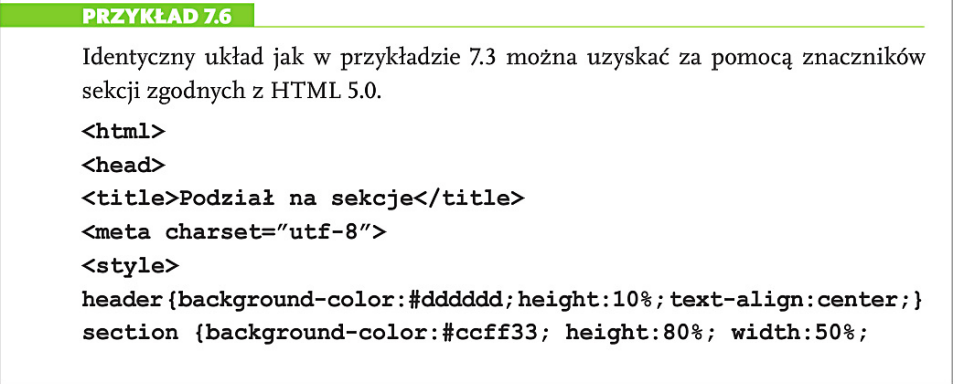 PRZYKŁAD 7.6
Identyczny układ jak w przykładzie 7.3 można uzyskać za pomocą znaczników
sekcji zgodnych z HTML 5.0.
<html>
<head>
<title>Podział na sekcje</title>
<meta charset=”utf-8”>
<style>
header{background-color:#dddddd;height:10%;text-align:center;}
section {background-color:#ccff33; height:80%; width:50%;